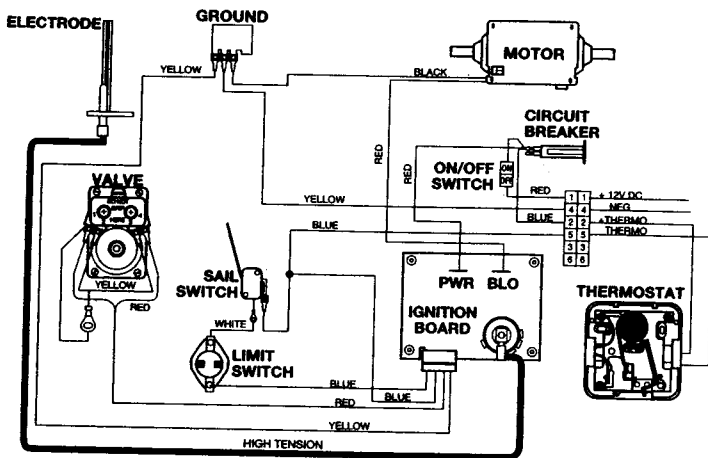 ELECTRODE
GROUND
MOTOR
YELLOW
BLACK
CIRCUIT
BREAKER
RED
RED
ON/OFF
SWITCH
ON
RED
VALVE
YELLOW
BLUE
BLUE
1 1 + 12V DC
4 4 NEG
2 2 +THERMO
5 5 THERMO
3 3
6 6
SAIL
SWITCH
YELLOW
RED
PWR BLO
IGNITION
BOARD
THERMOSTAT
WHITE
LIMIT
SWITCH
BLUE
RED
BLUE
YELLOW
HIGH TENSION